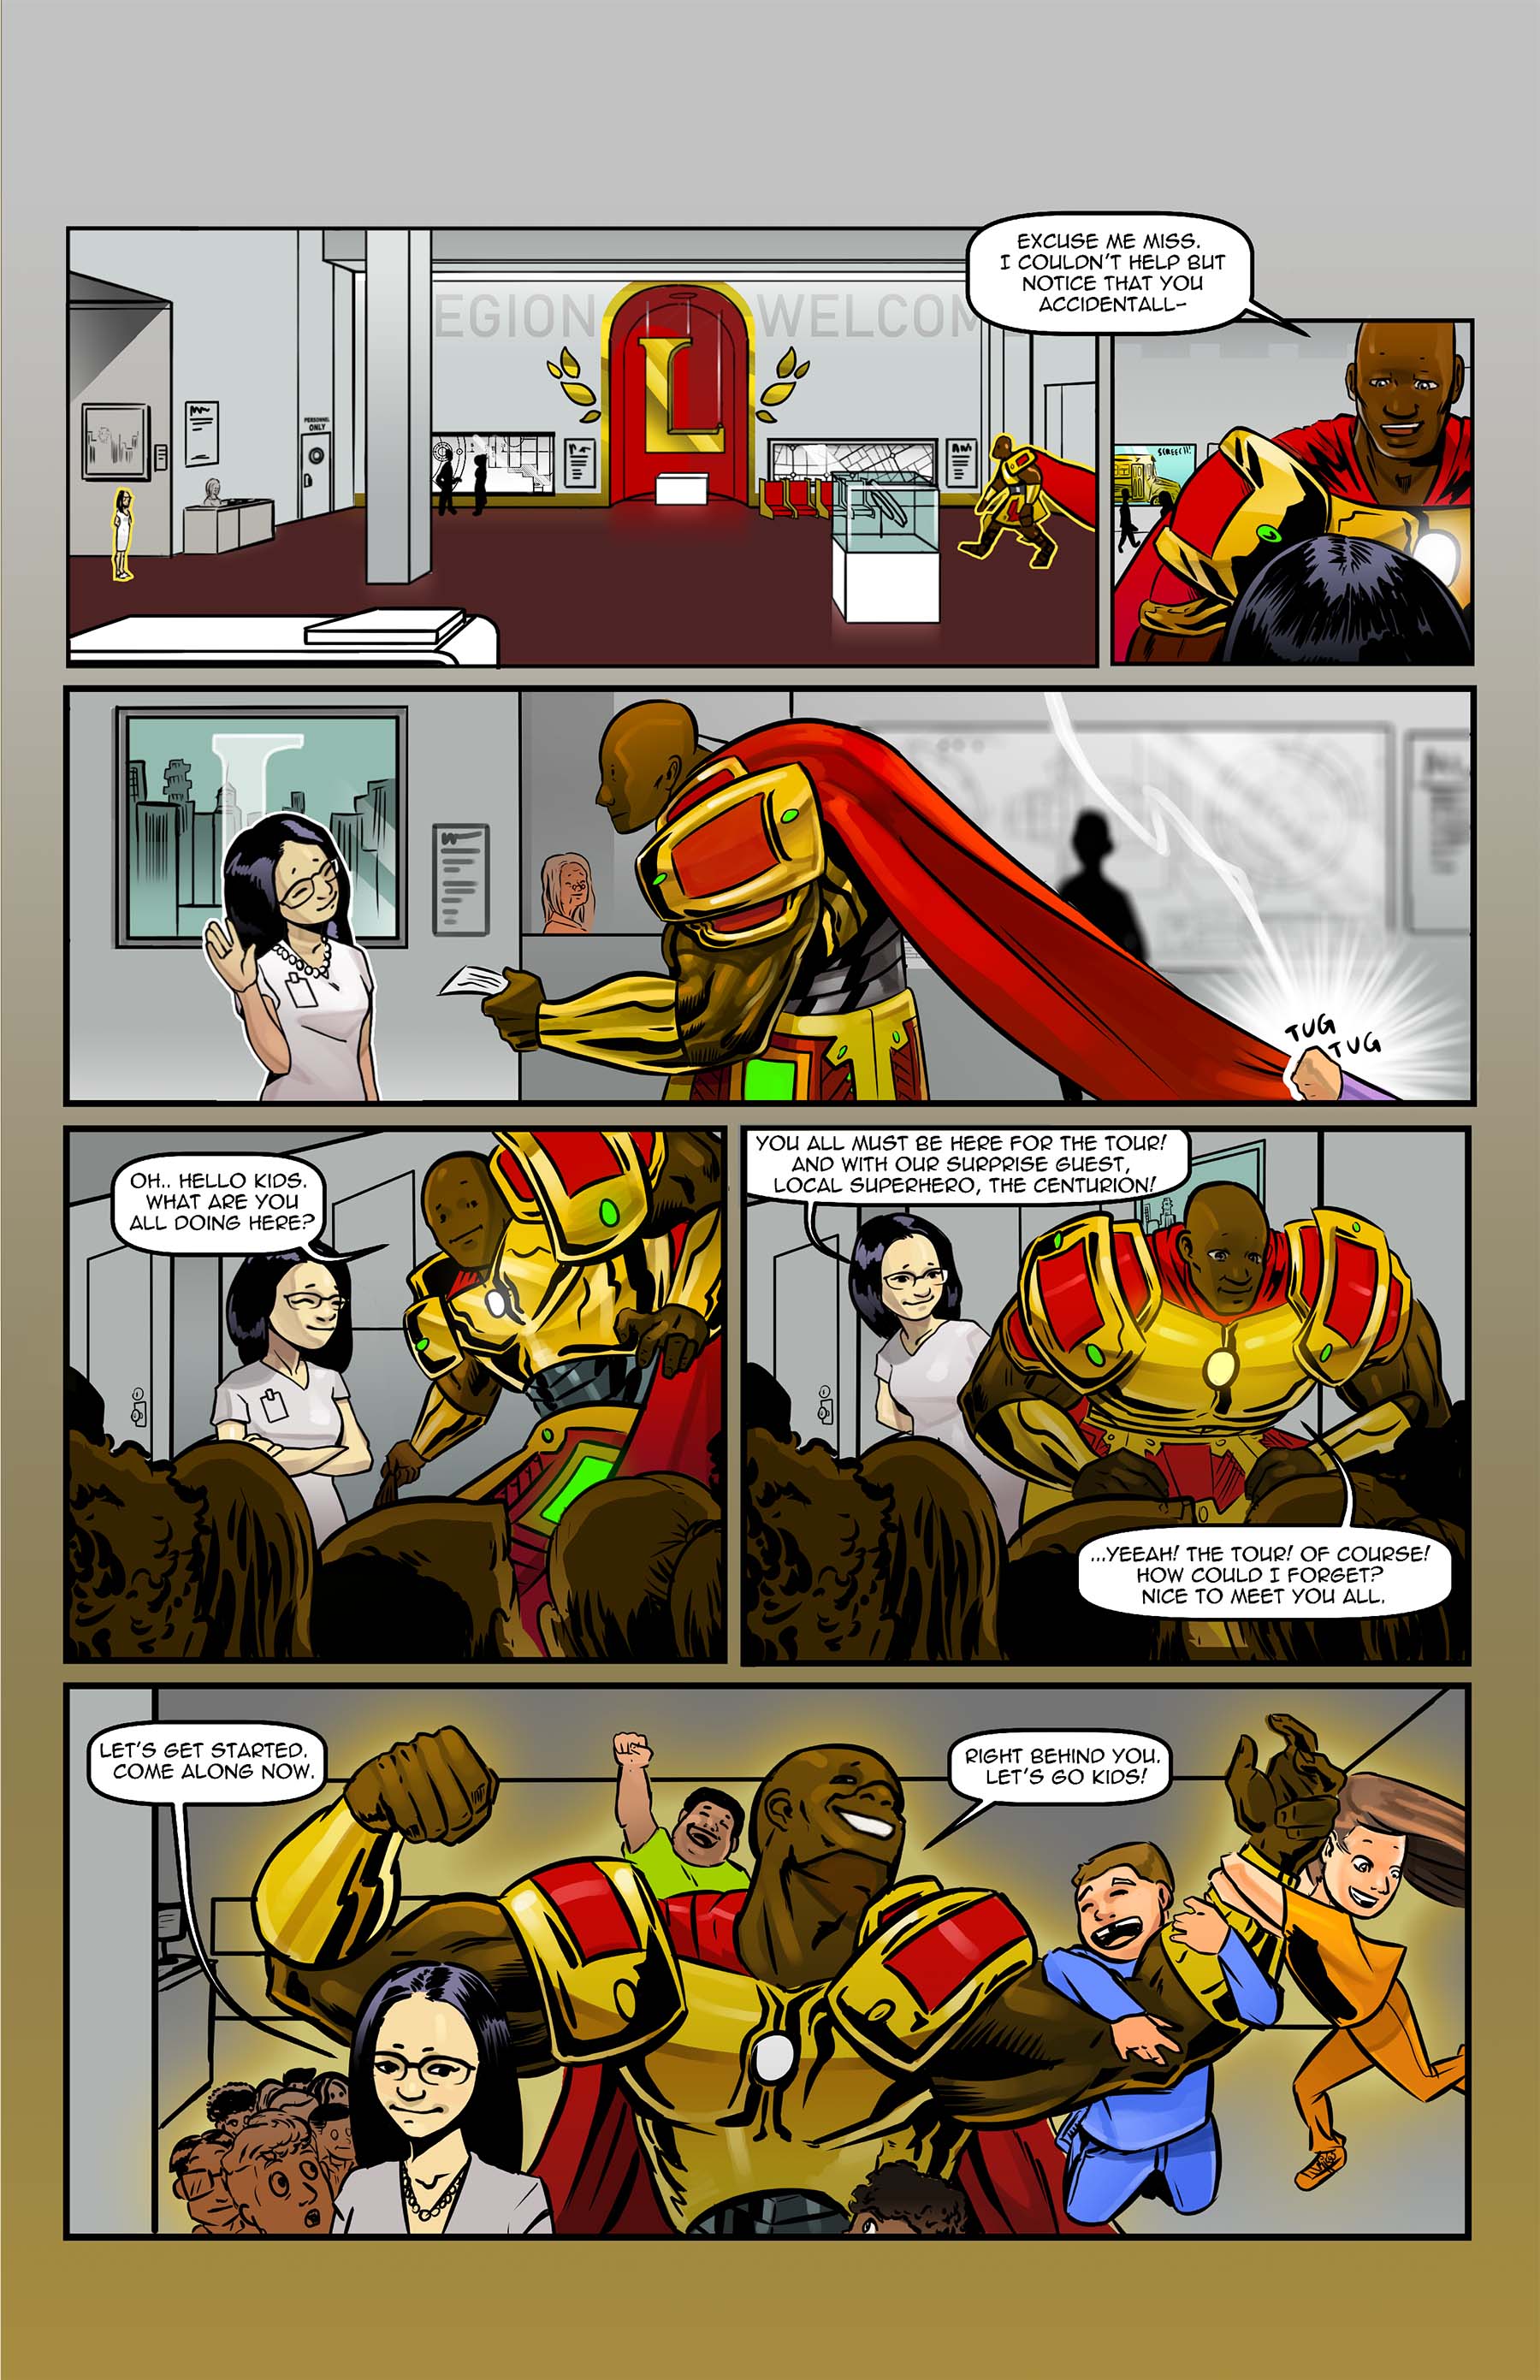 EGION
WELCOM
L
PERSONNEL
ONLY
EXCUSE ME MISS.
I COULDN'T HELP BUT
NOTICE THAT YOU
ACCIDENTALL-
SCREECH!
L
TUG
TUG
OH.. HELLO KIDS.
WHAT ARE YOU
ALL DOING HERE?
YOU ALL MUST BE HERE FOR THE TOUR!
AND WITH OUR SURPRISE GUEST,
LOCAL SUPERHERO, THE CENTURION!
...YEEAH! THE TOUR! OF COURSE!
HOW COULD I FORGET?
NICE TO MEET YOU ALL.
LET'S GET STARTED.
COME ALONG NOW.
RIGHT BEHIND YOU.
LET'S GO KIDS!